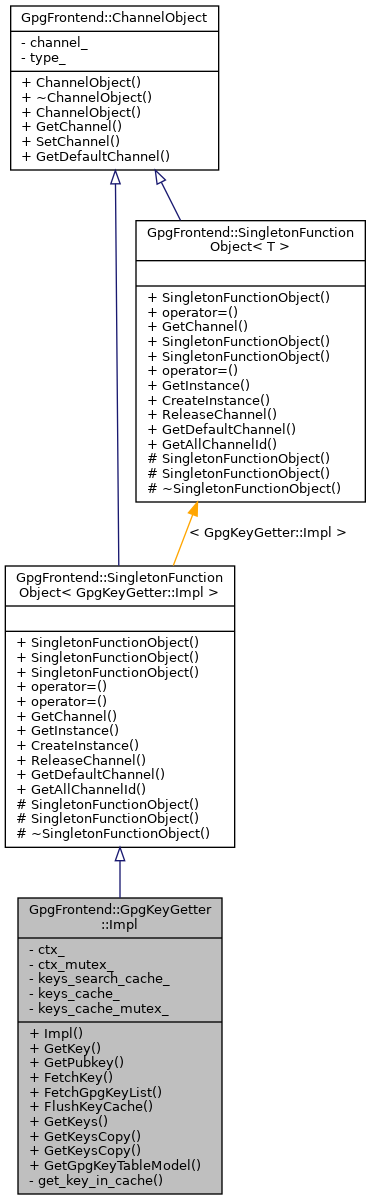 GpgFrontend::ChannelObject
- channel_
- type_
+ ChannelObject()
+ ~ChannelObject()
+ ChannelObject()
+ GetChannel()
+ SetChannel()
+ GetDefaultChannel()
GpgFrontend::SingletonFunction
Object< T >
+ SingletonFunctionObject()
+ operator=()
+ GetChannel()
+ SingletonFunctionObject()
+ SingletonFunctionObject()
+ operator=()
+ GetInstance()
+ CreateInstance()
+ ReleaseChannel()
+ GetDefaultChannel()
+ GetAllChannelId()
# SingletonFunctionObject()
# SingletonFunctionObject()
# ~SingletonFunctionObject()
< GpgKeyGetter::Impl >
GpgFrontend::SingletonFunction
Object< GpgKeyGetter::Impl >
+ SingletonFunctionObject()
+ SingletonFunctionObject()
+ SingletonFunctionObject()
+ operator=()
+ operator=()
+ GetChannel()
+ GetInstance()
+ CreateInstance()
+ ReleaseChannel()
+ GetDefaultChannel()
+ GetAllChannelId()
# SingletonFunctionObject()
# SingletonFunctionObject()
# ~SingletonFunctionObject()
GpgFrontend::GpgKeyGetter
::Impl
- ctx_
- ctx_mutex_
- keys_search_cache_
- keys_cache_
- keys_cache_mutex_
+ Impl()
+ GetKey()
+ GetPubkey()
+ FetchKey()
+ FetchGpgKeyList()
+ FlushKeyCache()
+ GetKeys()
+ GetKeysCopy()
+ GetKeysCopy()
+ GetGpgKeyTableModel()
- get_key_in_cache()